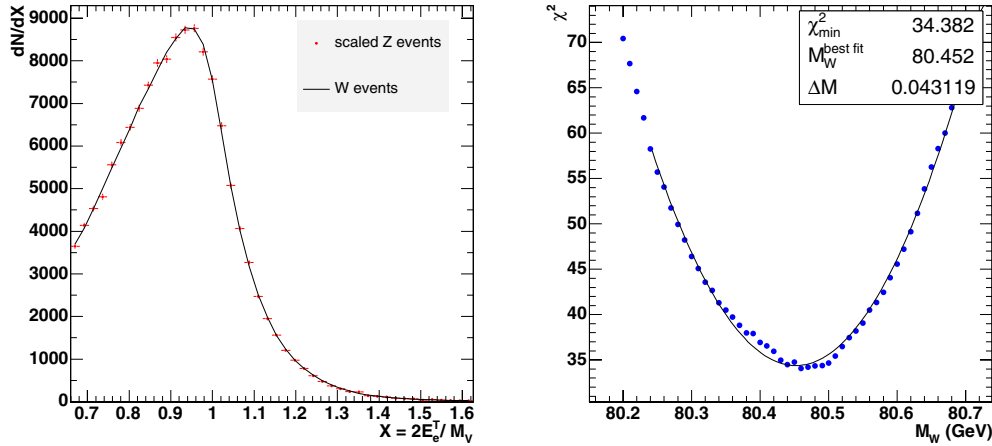 dN/dX
9000
8000
7000
6000
5000
4000
3000
2000
1000
0
scaled Z events
W events
0.7 0.8 0.9 1 1.1 1.2 1.3 1.4 1.5 1.6
X = 2E_e^T/ M_V
χ²
70
65
60
55
50
45
40
35
χ²_min 34.382
M_W^best fit 80.452
ΔM 0.043119
80.2 80.3 80.4 80.5 80.6 80.7
M_W (GeV)